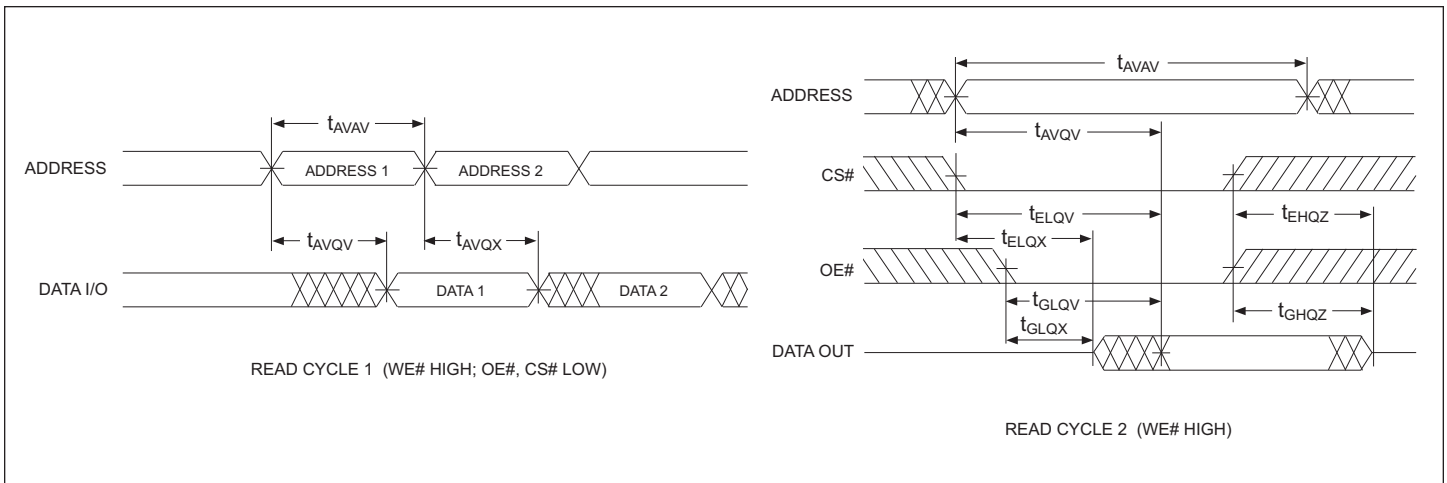 tAVAV
ADDRESS
ADDRESS 1
ADDRESS 2
tAVQV
tAVQX
DATA I/O
DATA 1
DATA 2
READ CYCLE 1 (WE# HIGH; OE#, CS# LOW)
tAVAV
ADDRESS
tAVQV
CS#
tELQV
tEHQZ
tELQX
OE#
tGLQV
tGHQZ
tGLQX
DATA OUT
READ CYCLE 2 (WE# HIGH)